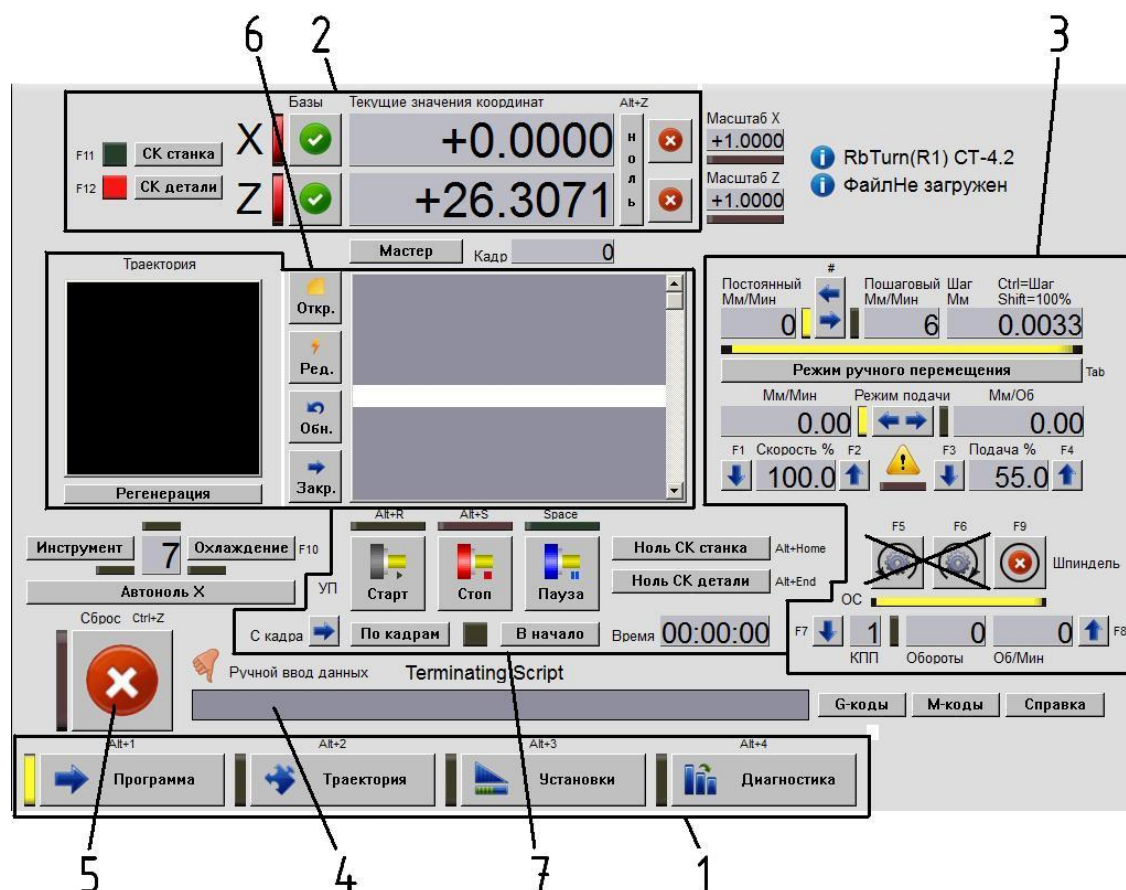 6 2 3
Базы Текущие значения координат Alt+Z
F11 СК станка X +0.0000 Масштаб X +1.0000
F12 СК детали Z +26.3071 Масштаб Z +1.0000
ноль
RbTurn(R1) СТ-4.2
ФайлНе загружен
Мастер Кадр 0
Траектория
Регенерация
Откр.
Ред.
Обн.
Закр.
#
Постоянный Мм/Мин
Пошаговый Мм/Мин
Шаг Мм
Ctrl=Шаг Shift=100%
0 6 0.0033
Режим ручного перемещения Tab
Мм/Мин Режим подачи Мм/Об
0.00 0.00
F1 Скорость % F2 F3 Подача % F4
100.0 55.0
Инструмент 7 Охлаждение F10
Автоноль X
Alt+R Alt+S Space
УП Старт Стоп Пауза
Ноль СК станка Alt+Home
Ноль СК детали Alt+End
С кадра По кадрам В начало Время 00:00:00
F5 F6 F9
Шпиндель
ОС
F7 1 0 0 F8
КПП Обороты Об/Мин
Сброс Ctrl+Z
Ручной ввод данных Terminating Script
G-коды М-коды Справка
Alt+1 Alt+2 Alt+3 Alt+4
Программа Траектория Установки Диагностика
5 4 7 1